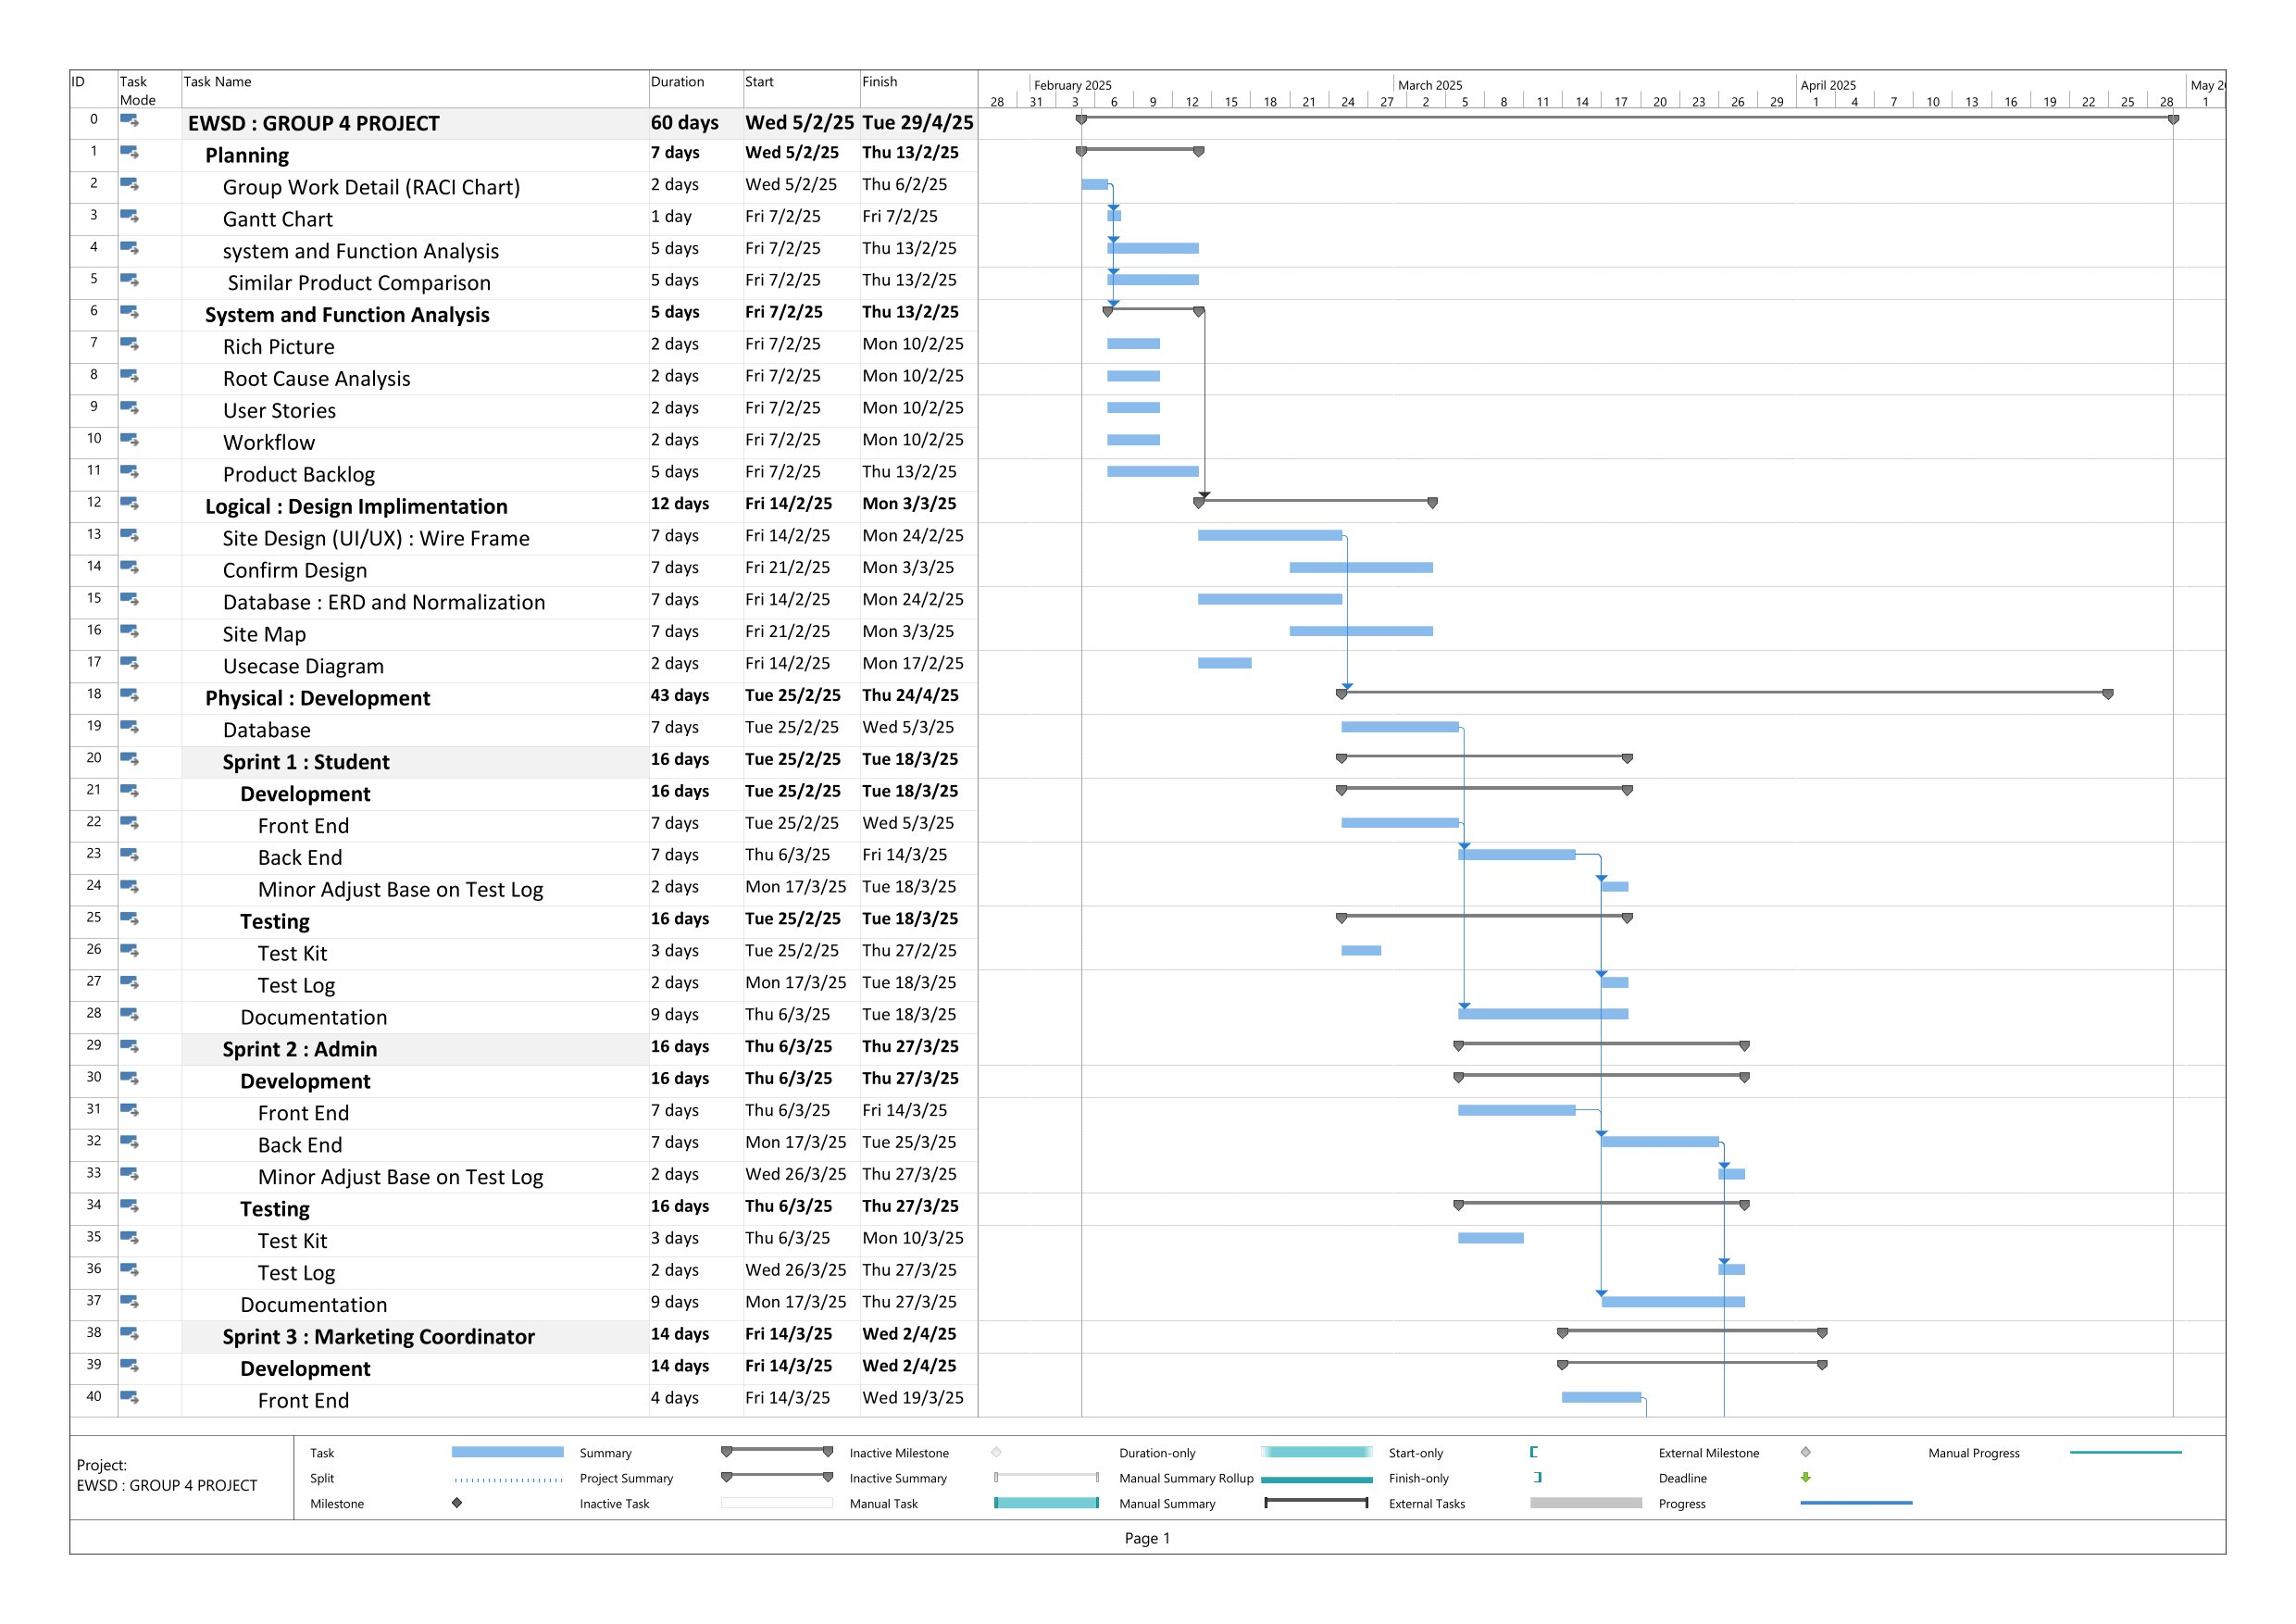 ID Task Mode Task Name Duration Start Finish
February 2025 March 2025 April 2025 May 20
28 31 3 6 9 12 15 18 21 24 27 2 5 8 11 14 17 20 23 26 29 1 4 7 10 13 16 19 22 25 28 1
0 EWSD : GROUP 4 PROJECT 60 days Wed 5/2/25 Tue 29/4/25
1 Planning 7 days Wed 5/2/25 Thu 13/2/25
2 Group Work Detail (RACI Chart) 2 days Wed 5/2/25 Thu 6/2/25
3 Gantt Chart 1 day Fri 7/2/25 Fri 7/2/25
4 system and Function Analysis 5 days Fri 7/2/25 Thu 13/2/25
5 Similar Product Comparison 5 days Fri 7/2/25 Thu 13/2/25
6 System and Function Analysis 5 days Fri 7/2/25 Thu 13/2/25
7 Rich Picture 2 days Fri 7/2/25 Mon 10/2/25
8 Root Cause Analysis 2 days Fri 7/2/25 Mon 10/2/25
9 User Stories 2 days Fri 7/2/25 Mon 10/2/25
10 Workflow 2 days Fri 7/2/25 Mon 10/2/25
11 Product Backlog 5 days Fri 7/2/25 Thu 13/2/25
12 Logical : Design Implimentation 12 days Fri 14/2/25 Mon 3/3/25
13 Site Design (UI/UX) : Wire Frame 7 days Fri 14/2/25 Mon 24/2/25
14 Confirm Design 7 days Fri 21/2/25 Mon 3/3/25
15 Database : ERD and Normalization 7 days Fri 14/2/25 Mon 24/2/25
16 Site Map 7 days Fri 21/2/25 Mon 3/3/25
17 Usecase Diagram 2 days Fri 14/2/25 Mon 17/2/25
18 Physical : Development 43 days Tue 25/2/25 Thu 24/4/25
19 Database 7 days Tue 25/2/25 Wed 5/3/25
20 Sprint 1 : Student 16 days Tue 25/2/25 Tue 18/3/25
21 Development 16 days Tue 25/2/25 Tue 18/3/25
22 Front End 7 days Tue 25/2/25 Wed 5/3/25
23 Back End 7 days Thu 6/3/25 Fri 14/3/25
24 Minor Adjust Base on Test Log 2 days Mon 17/3/25 Tue 18/3/25
25 Testing 16 days Tue 25/2/25 Tue 18/3/25
26 Test Kit 3 days Tue 25/2/25 Thu 27/2/25
27 Test Log 2 days Mon 17/3/25 Tue 18/3/25
28 Documentation 9 days Thu 6/3/25 Tue 18/3/25
29 Sprint 2 : Admin 16 days Thu 6/3/25 Thu 27/3/25
30 Development 16 days Thu 6/3/25 Thu 27/3/25
31 Front End 7 days Thu 6/3/25 Fri 14/3/25
32 Back End 7 days Mon 17/3/25 Tue 25/3/25
33 Minor Adjust Base on Test Log 2 days Wed 26/3/25 Thu 27/3/25
34 Testing 16 days Thu 6/3/25 Thu 27/3/25
35 Test Kit 3 days Thu 6/3/25 Mon 10/3/25
36 Test Log 2 days Wed 26/3/25 Thu 27/3/25
37 Documentation 9 days Mon 17/3/25 Thu 27/3/25
38 Sprint 3 : Marketing Coordinator 14 days Fri 14/3/25 Wed 2/4/25
39 Development 14 days Fri 14/3/25 Wed 2/4/25
40 Front End 4 days Fri 14/3/25 Wed 19/3/25
Project:
EWSD : GROUP 4 PROJECT
Task Summary Inactive Milestone Duration-only Start-only External Milestone Manual Progress
Split Project Summary Inactive Summary Manual Summary Rollup Finish-only Deadline
Milestone Inactive Task Manual Task Manual Summary External Tasks Progress
Page 1